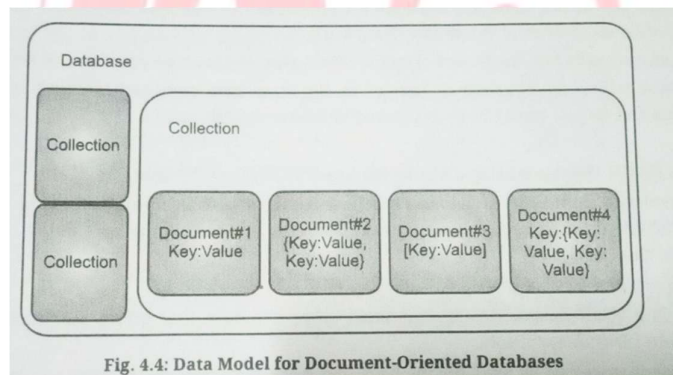 Database
Collection
Collection
Collection
Document#1
Key:Value
Document#2
{Key:Value,
Key:Value}
Document#3
[Key:Value]
Document#4
Key:{Key:
Value, Key:
Value}
Fig. 4.4: Data Model for Document-Oriented Databases